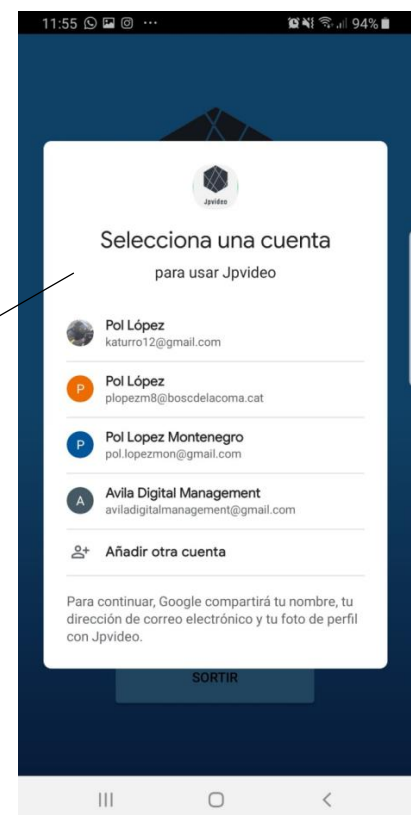 11:55 94%
Jpvideo
Selecciona una cuenta
para usar Jpvideo
Pol López
katurro12@gmail.com
P Pol López
plopezm8@boscdelacoma.cat
P Pol Lopez Montenegro
pol.lopezmon@gmail.com
A Avila Digital Management
aviladigitalmanagement@gmail.com
Añadir otra cuenta
Para continuar, Google compartirá tu nombre, tu
dirección de correo electrónico y tu foto de perfil
con Jpvideo.
SORTIR